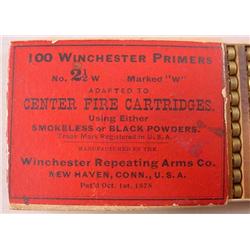 100 WINCHESTER PRIMERS
No. 2½ W Marked "W"
ADAPTED TO
CENTER FIRE CARTRIDGES.
Using Either
SMOKELESS or BLACK POWDERS.
Trade Mark Registered in U.S.A.
MANUFACTURED BY THE
Winchester Repeating Arms Co.
NEW HAVEN, CONN., U.S.A.
Pat'd Oct. 1st, 1878